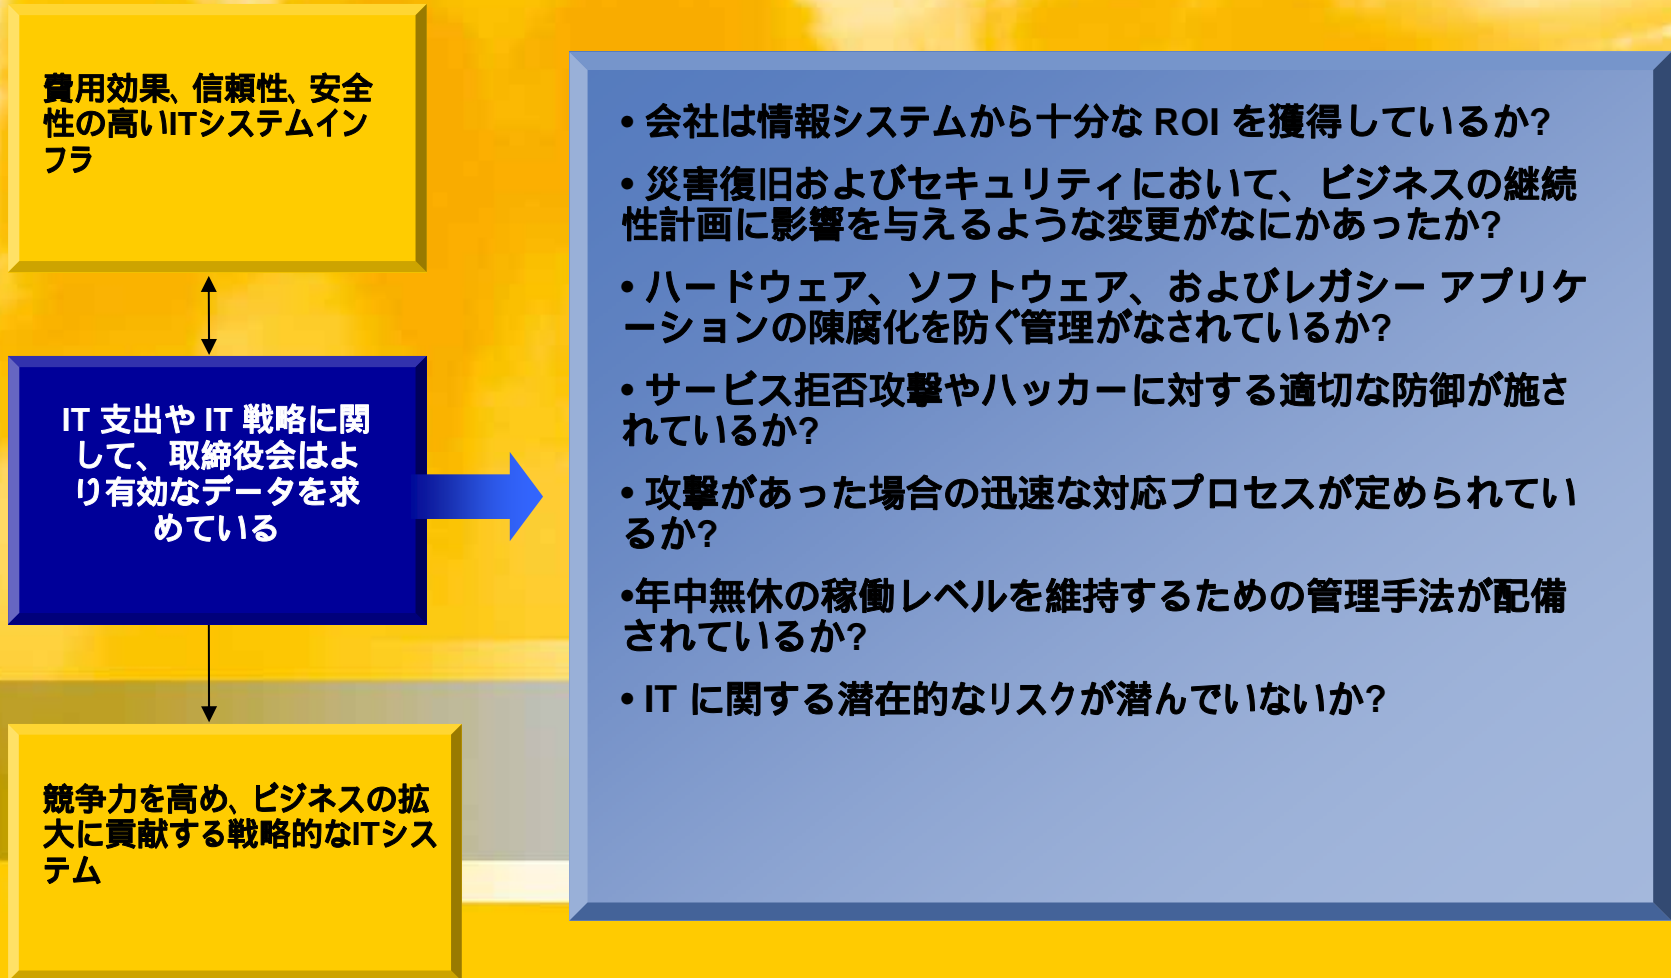 費用効果、信頼性、安全
性の高いITシステムイン
フラ
IT 支出や IT 戦略に関
して、取締役会はよ
り有効なデータを求
めている
競争力を高め、ビジネスの拡
大に貢献する戦略的なITシス
テム
• 会社は情報システムから十分な ROI を獲得しているか?
• 災害復旧およびセキュリティにおいて、ビジネスの継続
性計画に影響を与えるような変更がなにかあったか?
• ハードウェア、ソフトウェア、およびレガシー アプリケ
ーションの陳腐化を防ぐ管理がなされているか?
• サービス拒否攻撃やハッカーに対する適切な防御が施さ
れているか?
• 攻撃があった場合の迅速な対応プロセスが定められてい
るか?
•年中無休の稼働レベルを維持するための管理手法が配備
されているか?
• IT に関する潜在的なリスクが潜んでいないか?